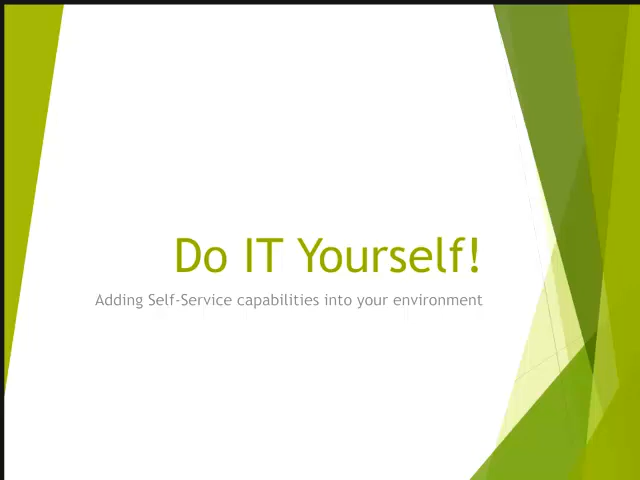 Do IT Yourself!
Adding Self-Service capabilities into your environment